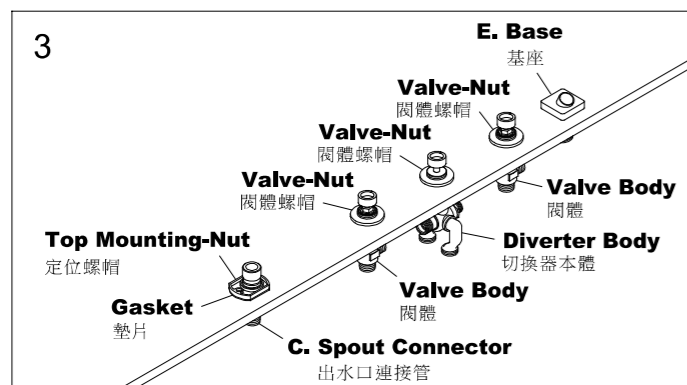 3
E. Base
基座
Valve-Nut
閥體螺帽
Valve-Nut
閥體螺帽
Valve-Nut
閥體螺帽
Valve Body
閥體
Top Mounting-Nut
定位螺帽
Diverter Body
切換器本體
Gasket
墊片
Valve Body
閥體
C. Spout Connector
出水口連接管